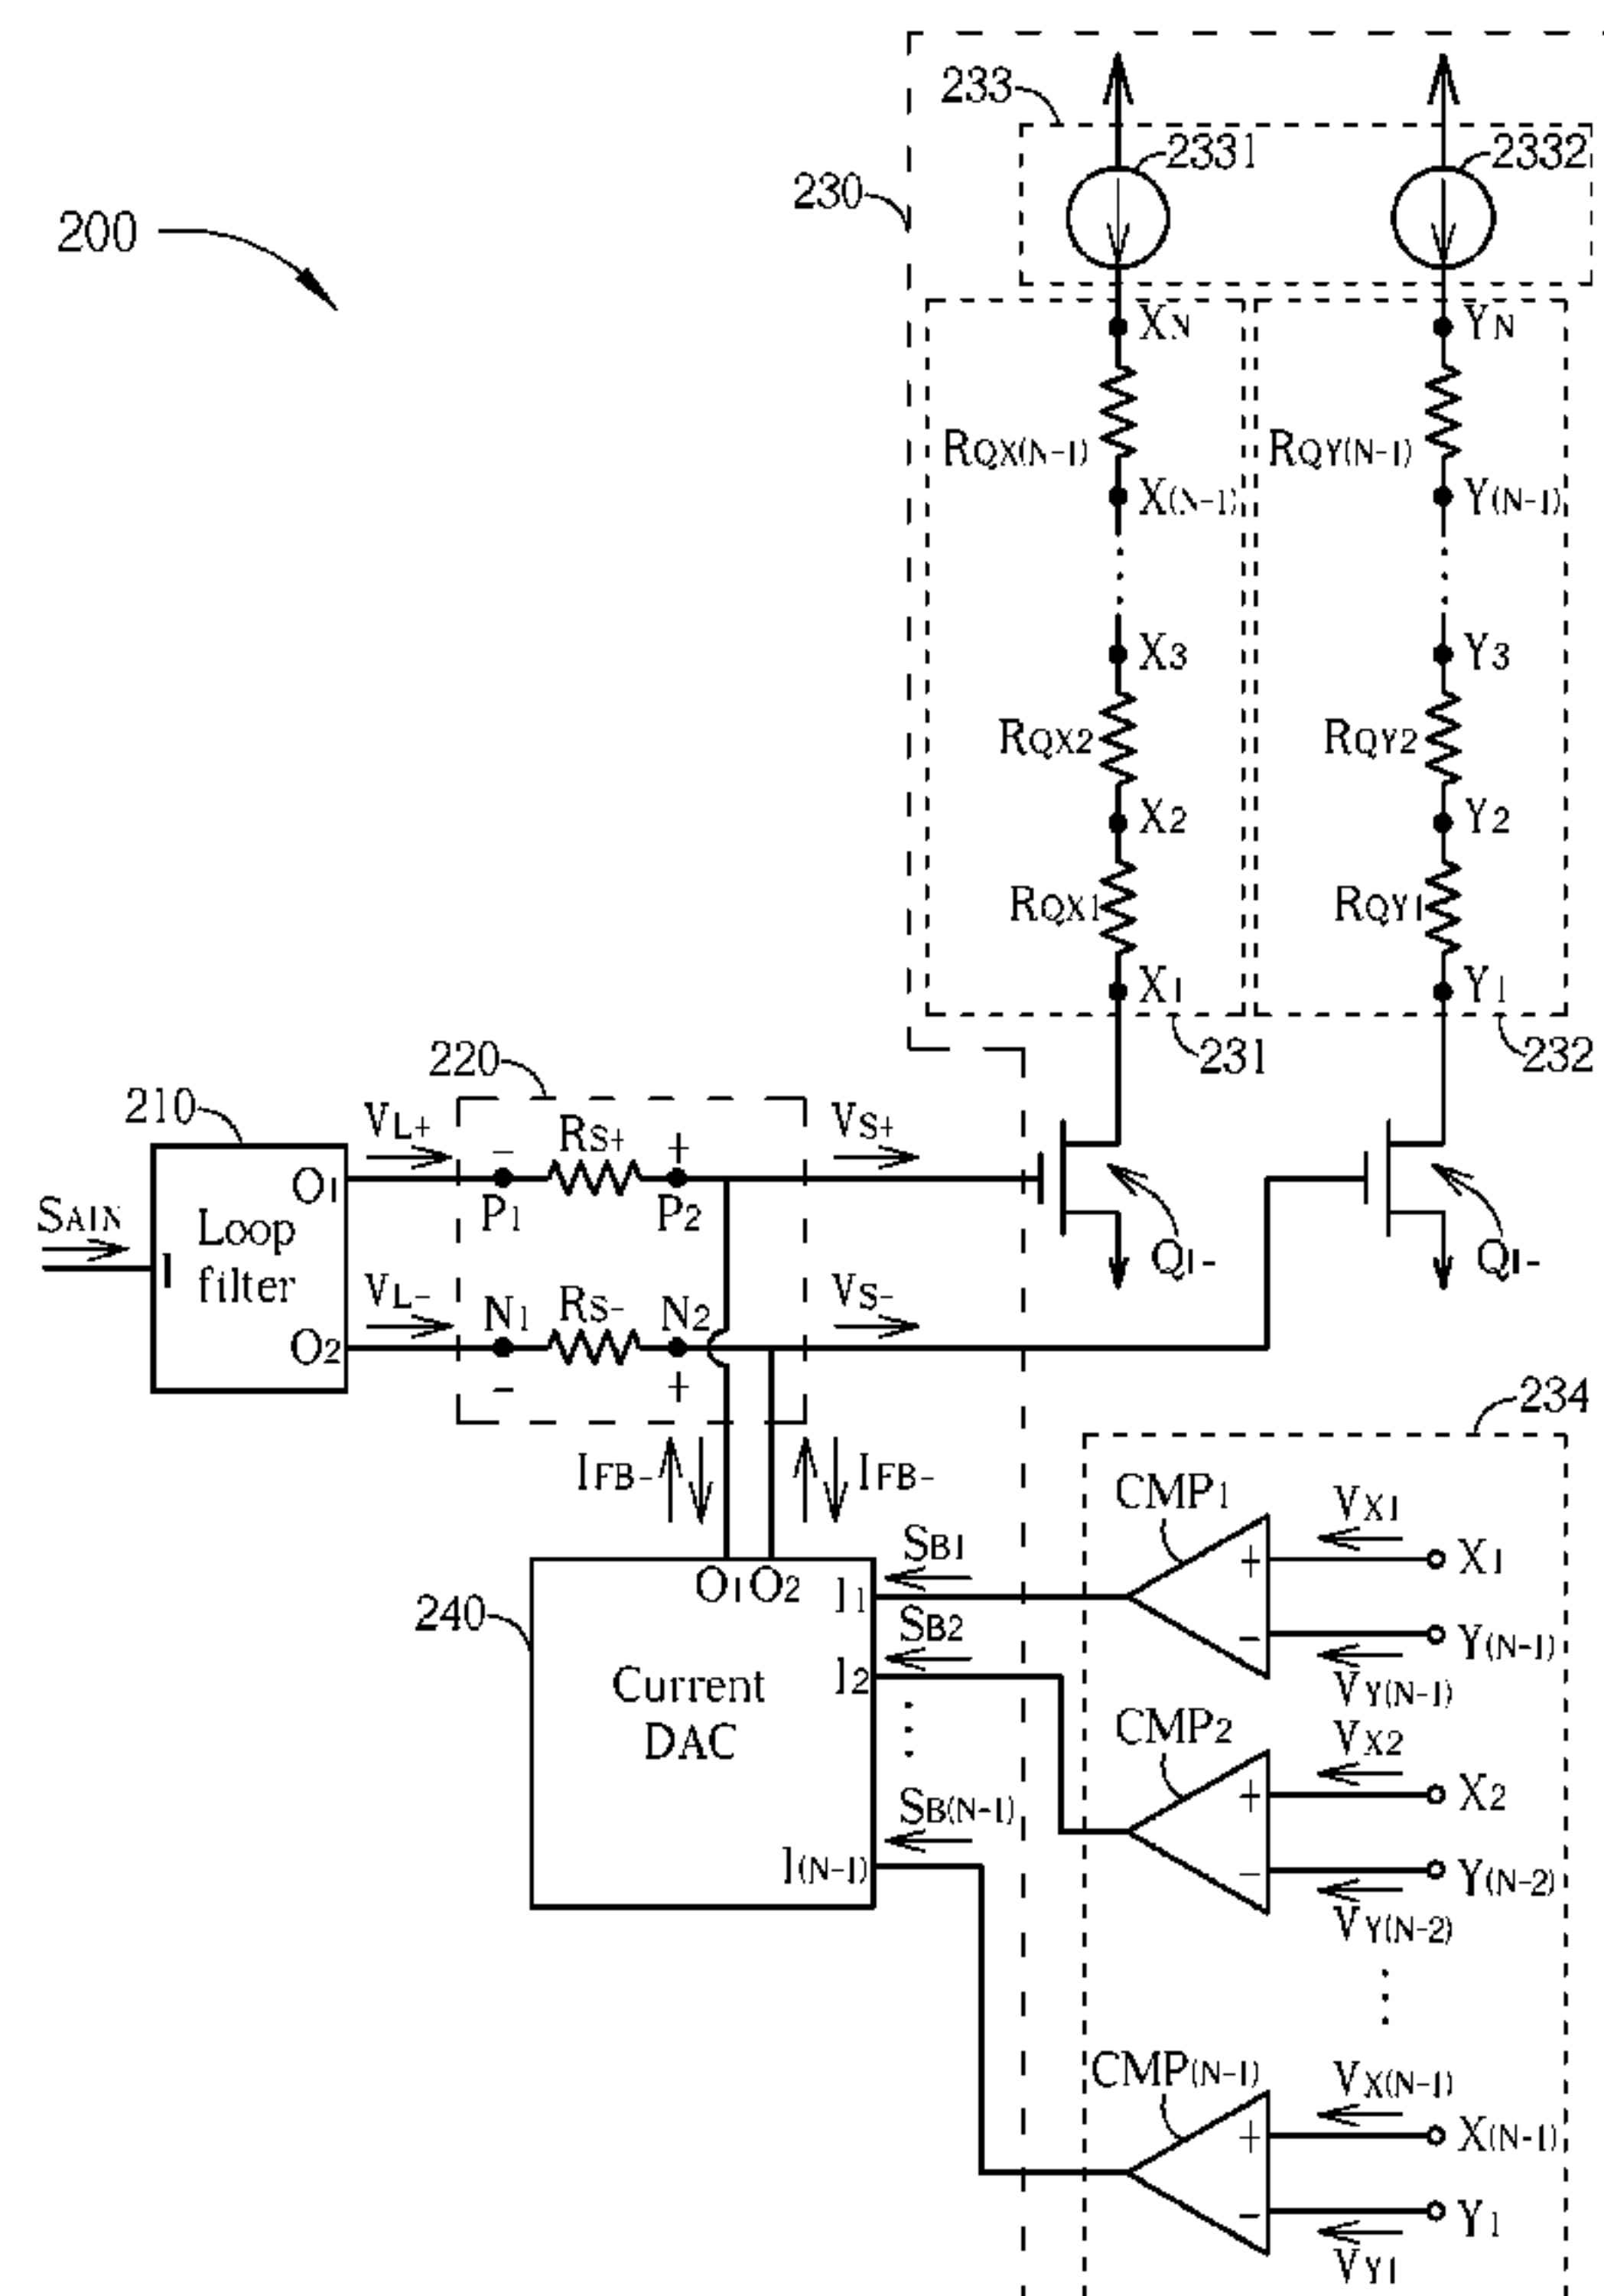 200
230
233
2331
2332
XN
YN
RQX(N-1)
RQY(N-1)
X(N-1)
Y(N-1)
X3
Y3
RQX2
RQY2
X2
Y2
RQX1
RQY1
X1
Y1
231
232
210
220
SAIN
I
Loop
filter
O1
O2
VL+
VL-
-
RS+
+
P1
P2
N1
RS-
N2
-
+
VS+
VS-
QI-
QI-
IFB-
IFB-
240
O1 O2
Current
DAC
I1
I2
I(N-1)
SB1
SB2
SB(N-1)
234
CMP1
+
-
VX1
X1
Y(N-1)
VY(N-1)
CMP2
+
-
VX2
X2
Y(N-2)
VY(N-2)
CMP(N-1)
+
-
VX(N-1)
X(N-1)
Y1
VY1